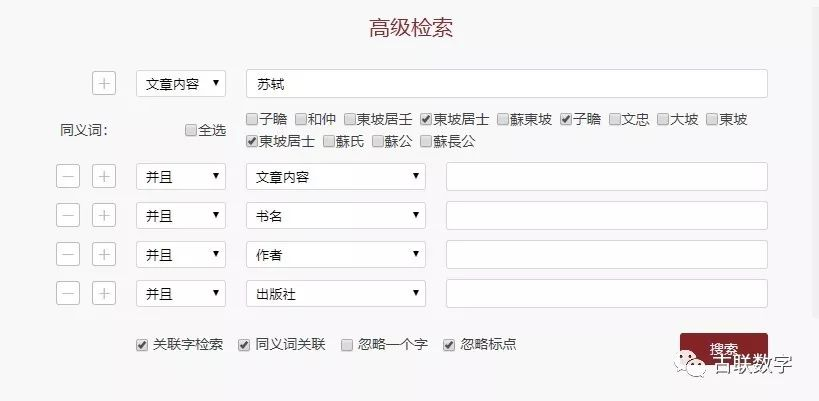 高级检索
文章内容 苏轼
同义词： 全选 子瞻 和仲 東坡居士 東坡居士 蘇東坡 子瞻 文忠 大坡 東坡
東坡居士 蘇氏 蘇公 蘇長公
并且 文章内容
并且 书名
并且 作者
并且 出版社
关联字检索 同义词关联 忽略一个字 忽略标点
搜索
古联数字